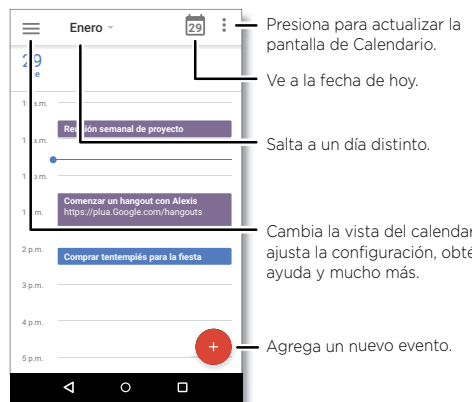 Enero
29
Presiona para actualizar la
pantalla de Calendario.
Ve a la fecha de hoy.
29
Reunión semanal de proyecto
Salta a un día distinto.
Comenzar un hangout con Alexis
https://plua.Google.com/hangouts
Cambia la vista del
ajusta la configuración,
ayuda y mucho más.
2 p.m.
Comprar tentempiés para la fiesta
3 p.m.
4 p.m.
+
Agrega un nuevo evento.
5 p.m.